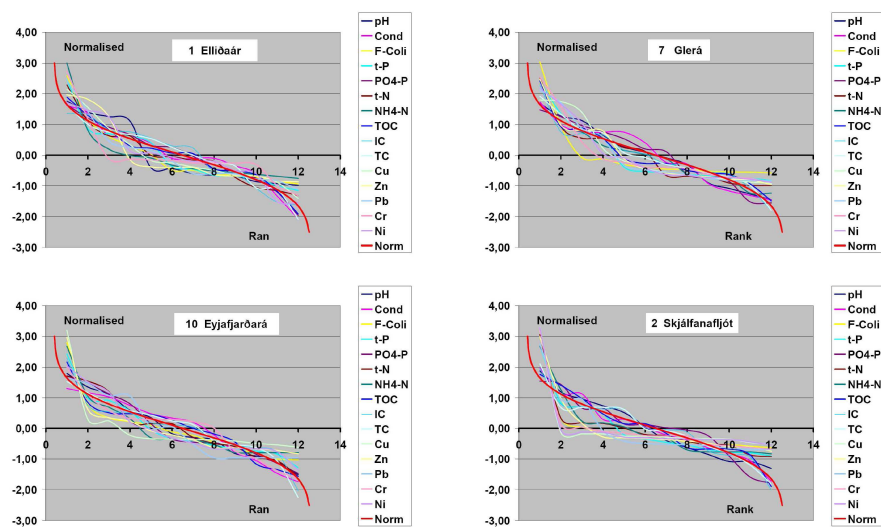 4,00
3,00
2,00
1,00
0,00
-1,00
-2,00
-3,00
0 2 4 6 8 10 12 14
Normalised
1 Elliðaár
Ran
pH
Cond
F-Coli
t-P
PO4-P
t-N
NH4-N
TOC
IC
TC
Cu
Zn
Pb
Cr
Ni
Norm
4,00
3,00
2,00
1,00
0,00
-1,00
-2,00
-3,00
0 2 4 6 8 10 12 14
Normalised
7 Glerá
Rank
pH
Cond
F-Coli
t-P
PO4-P
t-N
NH4-N
TOC
IC
TC
Cu
Zn
Pb
Cr
Ni
Norm
4,00
3,00
2,00
1,00
0,00
-1,00
-2,00
-3,00
0 2 4 6 8 10 12 14
Normalised
10 Eyjafjarðará
Ran
pH
Cond
F-Coli
t-P
PO4-P
t-N
NH4-N
TOC
IC
TC
Cu
Zn
Pb
Cr
Ni
Norm
4,00
3,00
2,00
1,00
0,00
-1,00
-2,00
-3,00
0 2 4 6 8 10 12 14
Normalised
2 Skjálfanafljót
Rank
pH
Cond
F-Coli
t-P
PO4-P
t-N
NH4-N
TOC
IC
TC
Cu
Zn
Pb
Cr
Ni
Norm